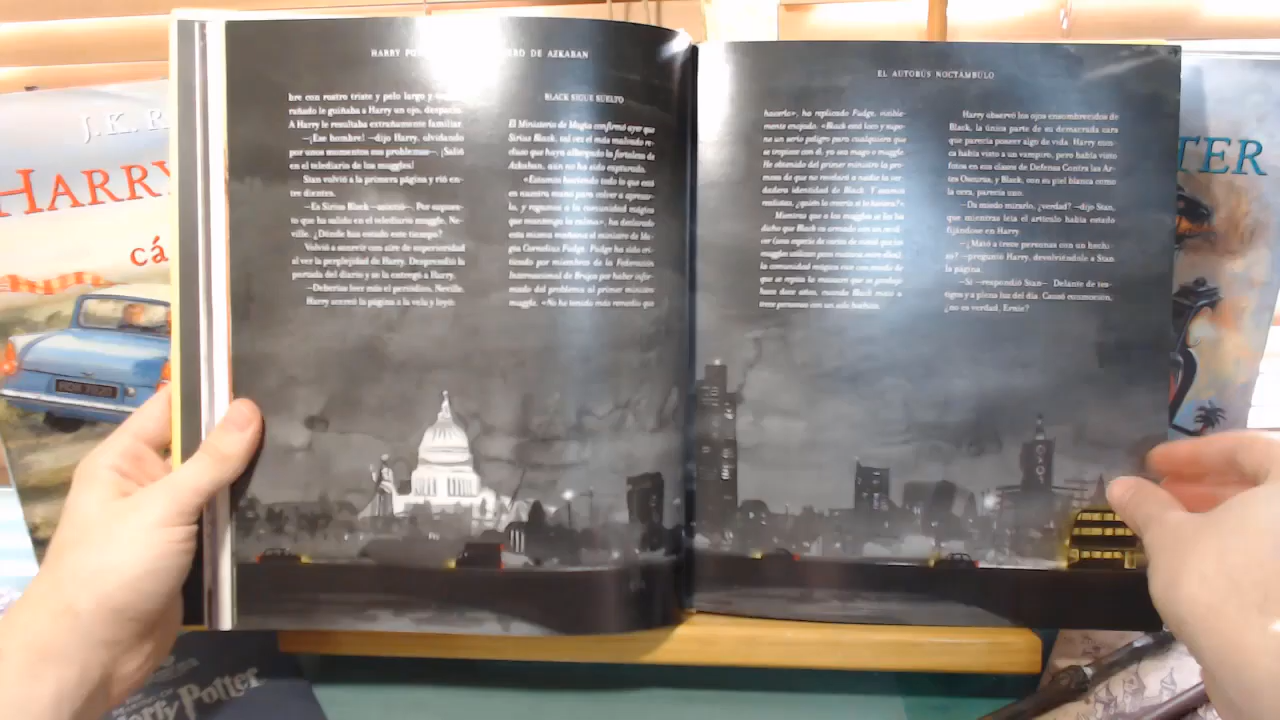 HARRY PO
RO DE AZKABAN
bre con rostro triste y pelo largo y
rañado le guiñaba a Harry un ojo, despacio.
A Harry le resultaba extrañamente familiar.
—¡Ese hombre! —dijo Harry, olvidando
por unos momentos sus problemas—. ¡Salió
en el telediario de los muggles!
Stan volvió a la primera página y rió en-
tre dientes.
—Es Sirius Black —asintió—. Por supues-
to que ha salido en el telediario muggle, Ne-
ville. ¿Dónde has estado este tiempo?
Volvió a sonreír con aire de superioridad
al ver la perplejidad de Harry. Desprendió la
portada del diario y se la entregó a Harry.
—Deberías leer más el periódico, Neville.
Harry acercó la página a la vela y leyó:
BLACK SIGUE SUELTO
El Ministerio de Magia confirmó ayer que
Sirius Black, tal vez el más malvado re-
cluso que haya albergado la fortaleza de
Azkaban, aún no ha sido capturado.
«Estamos haciendo todo lo que está
en nuestra mano para volver a apresar-
lo, y rogamos a la comunidad mágica
que mantenga la calma», ha declarado
esta misma mañana el ministro de Ma-
gia Cornelius Fudge. Fudge ha sido cri-
ticado por miembros de la Federación
Internacional de Brujos por haber infor-
mado del problema al primer ministro
muggle. «No he tenido más remedio que
EL AUTOBÚS NOCTÁMBULO
hacerlo», ha replicado Fudge, visible-
mente enojado. «Black está loco y supo-
ne un serio peligro para cualquiera que
se tropiece con él, ya sea mago o muggle.
He obtenido del primer ministro la pro-
mesa de que no revelará a nadie la ver-
dadera identidad de Black. Y seamos
realistas, ¿quién lo creería si lo hiciera?»
Mientras que a los muggles se les ha
dicho que Black va armado con un revól-
ver (una especie de varita de metal que los
muggles utilizan para matarse entre ellos),
la comunidad mágica vive con miedo de
que se repita la matanza que se produjo
hace doce años, cuando Black mató a
trece personas con un solo hechizo.
Harry observó los ojos ensombrecidos de
Black, la única parte de su demacrada cara
que parecía poseer algo de vida. Harry nun-
ca había visto a un vampiro, pero había visto
fotos en sus clases de Defensa Contra las Ar-
tes Oscuras, y Black, con su piel blanca como
la cera, parecía uno.
—Da miedo mirarlo, ¿verdad? —dijo Stan,
que mientras leía el artículo había estado
fijándose en Harry.
—¿Mató a trece personas con un hechi-
zo? —preguntó Harry, devolviéndole a Stan
la página.
—Sí —respondió Stan—. Delante de tes-
tigos y a plena luz del día. Causó conmoción,
¿no es verdad, Ernie?
J.K. R
HARRY
cá
TER
Harry Potter